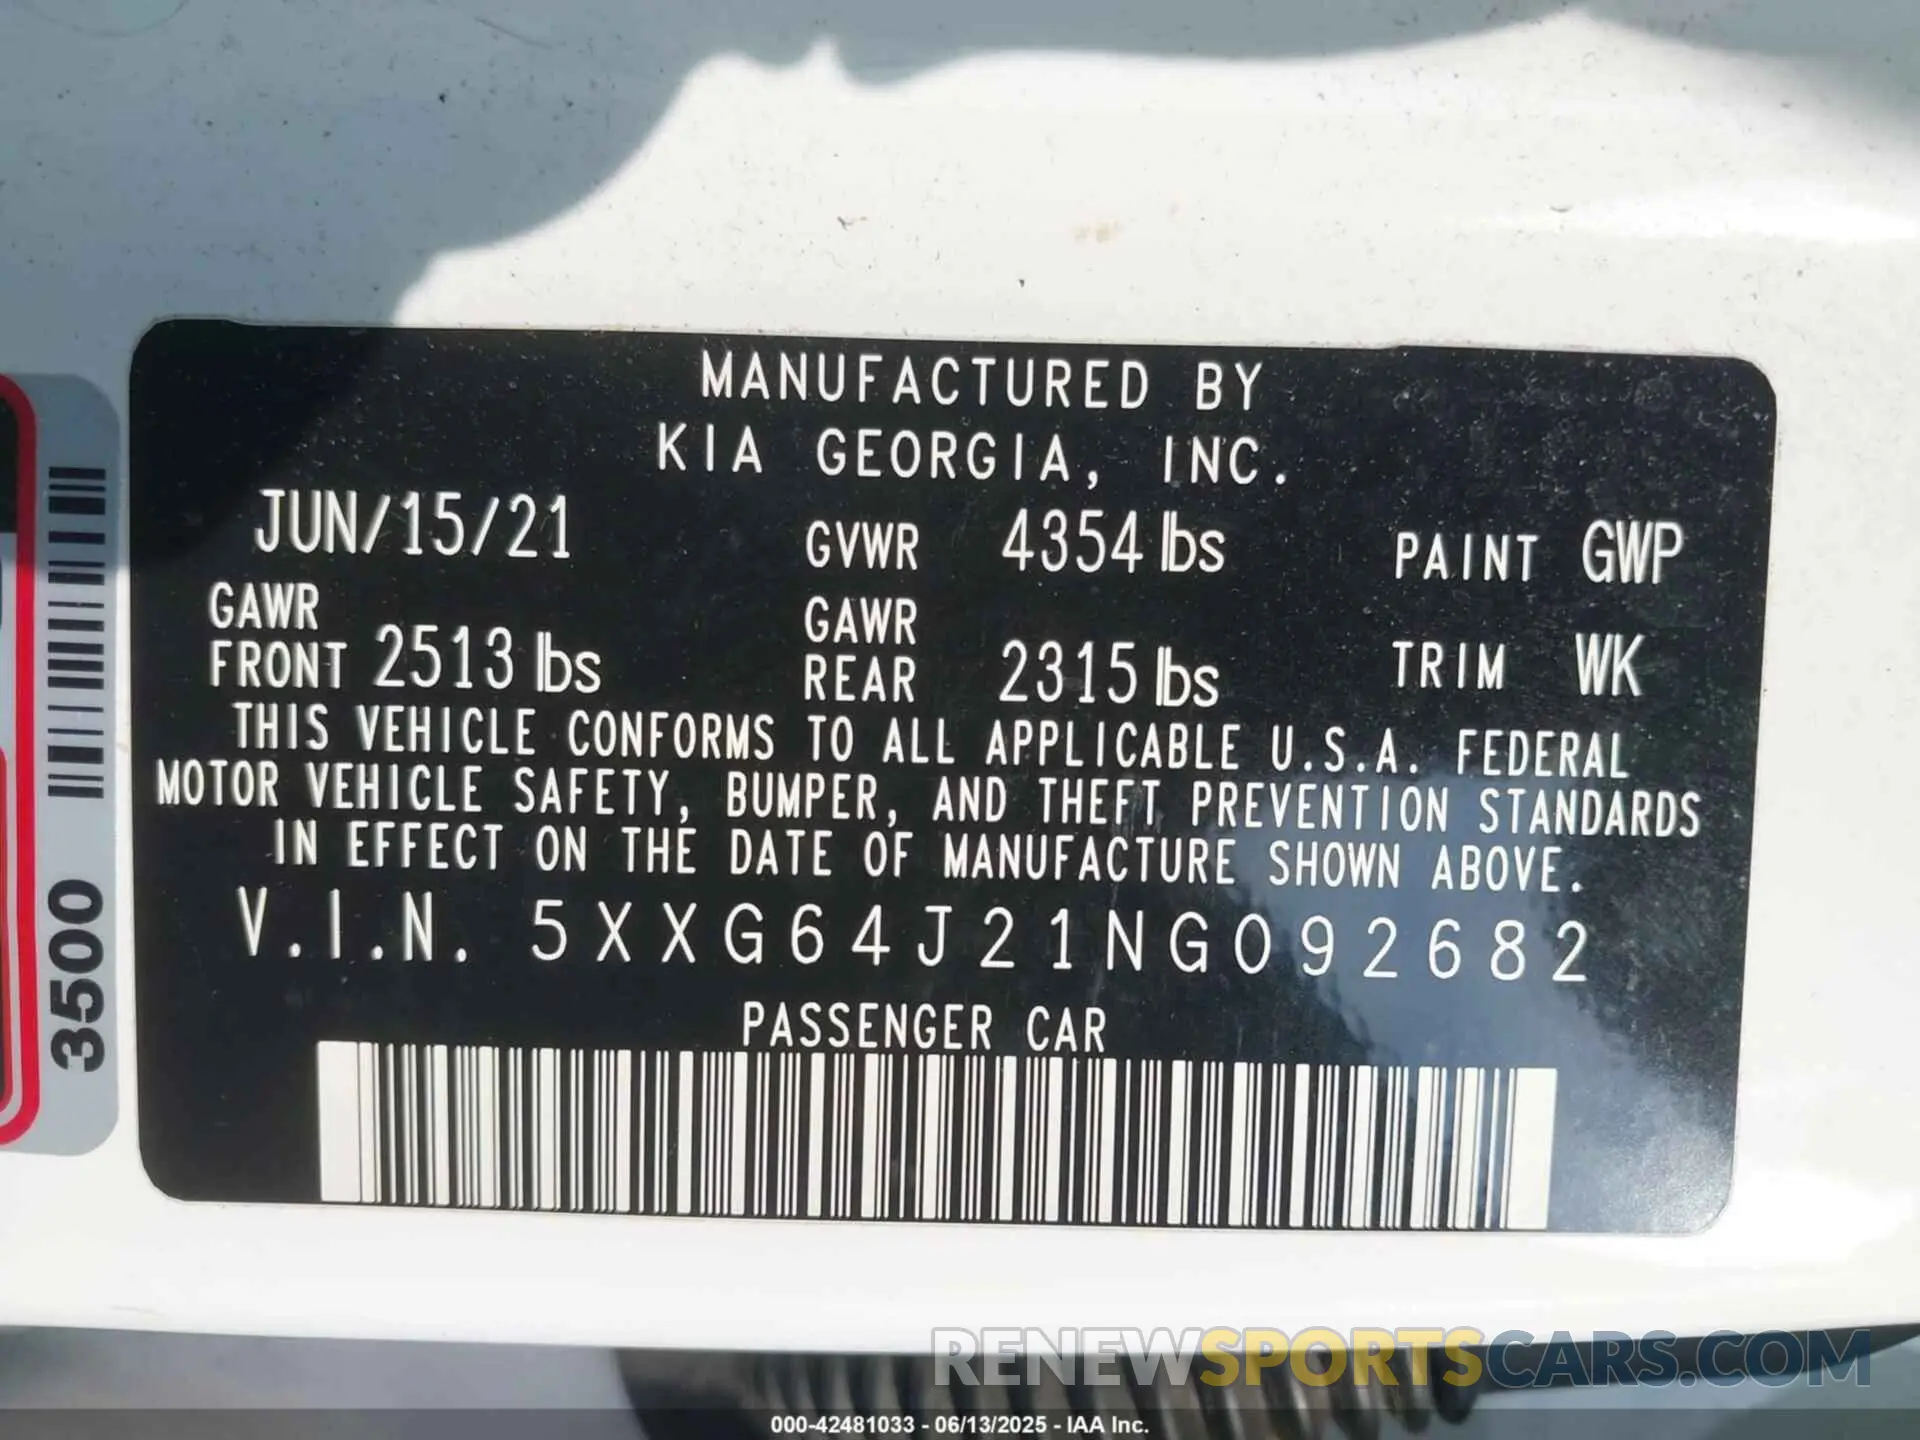 MANUFACTURED BY
KIA GEORGIA, INC.
JUN/15/21 GVWR 4354 lbs PAINT GWP
GAWR FRONT 2513 lbs GAWR REAR 2315 lbs TRIM WK
THIS VEHICLE CONFORMS TO ALL APPLICABLE U.S.A. FEDERAL
MOTOR VEHICLE SAFETY, BUMPER, AND THEFT PREVENTION STANDARDS
IN EFFECT ON THE DATE OF MANUFACTURE SHOWN ABOVE.
V.I.N. 5XXG64J21NG092682
PASSENGER CAR
3500
RENEWSPORTSCARS.COM
000-42481033 - 06/13/2025 - IAA Inc.